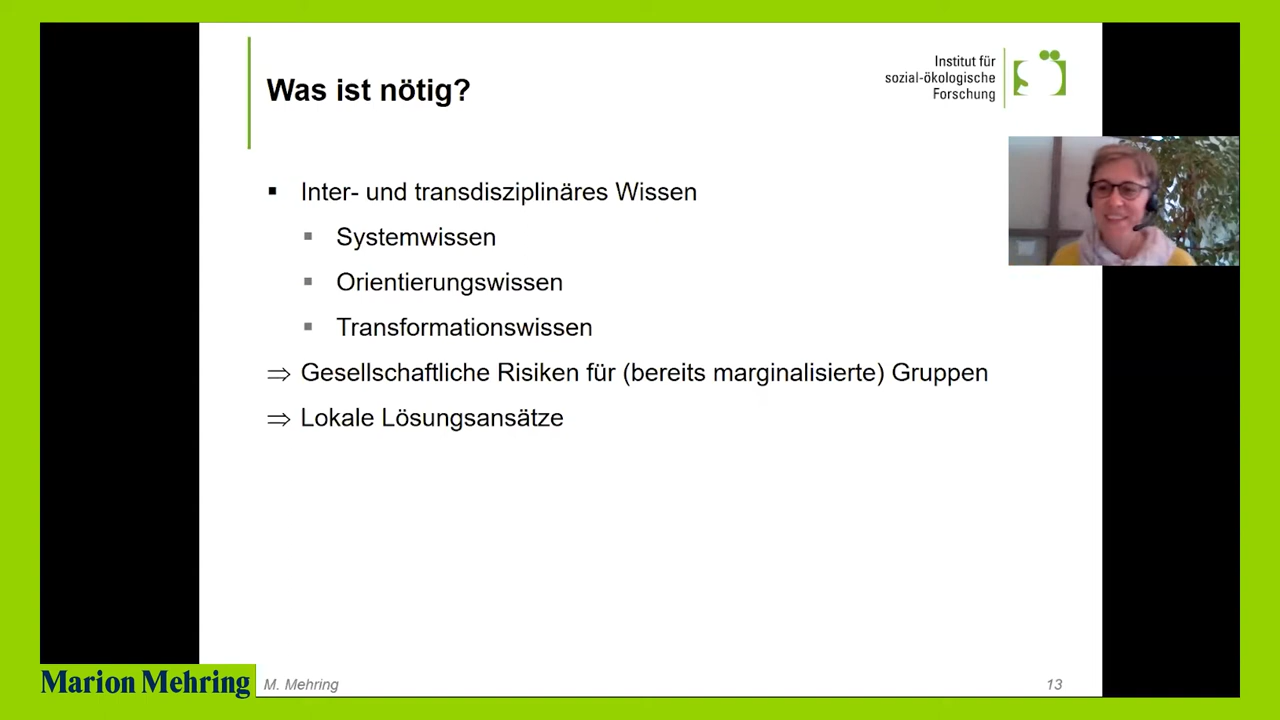 Was ist nötig?
Institut für
sozial-ökologische
Forschung
▪ Inter- und transdisziplinäres Wissen
▪ Systemwissen
▪ Orientierungswissen
▪ Transformationswissen
⇒ Gesellschaftliche Risiken für (bereits marginalisierte) Gruppen
⇒ Lokale Lösungsansätze
Marion Mehring
M. Mehring
13